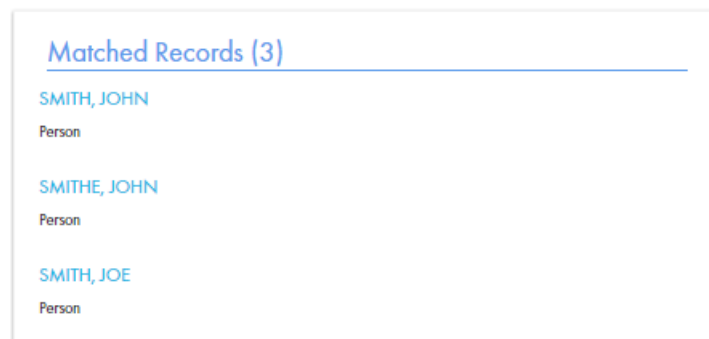 Matched Records (3)
SMITH, JOHN
Person
SMITHE, JOHN
Person
SMITH, JOE
Person